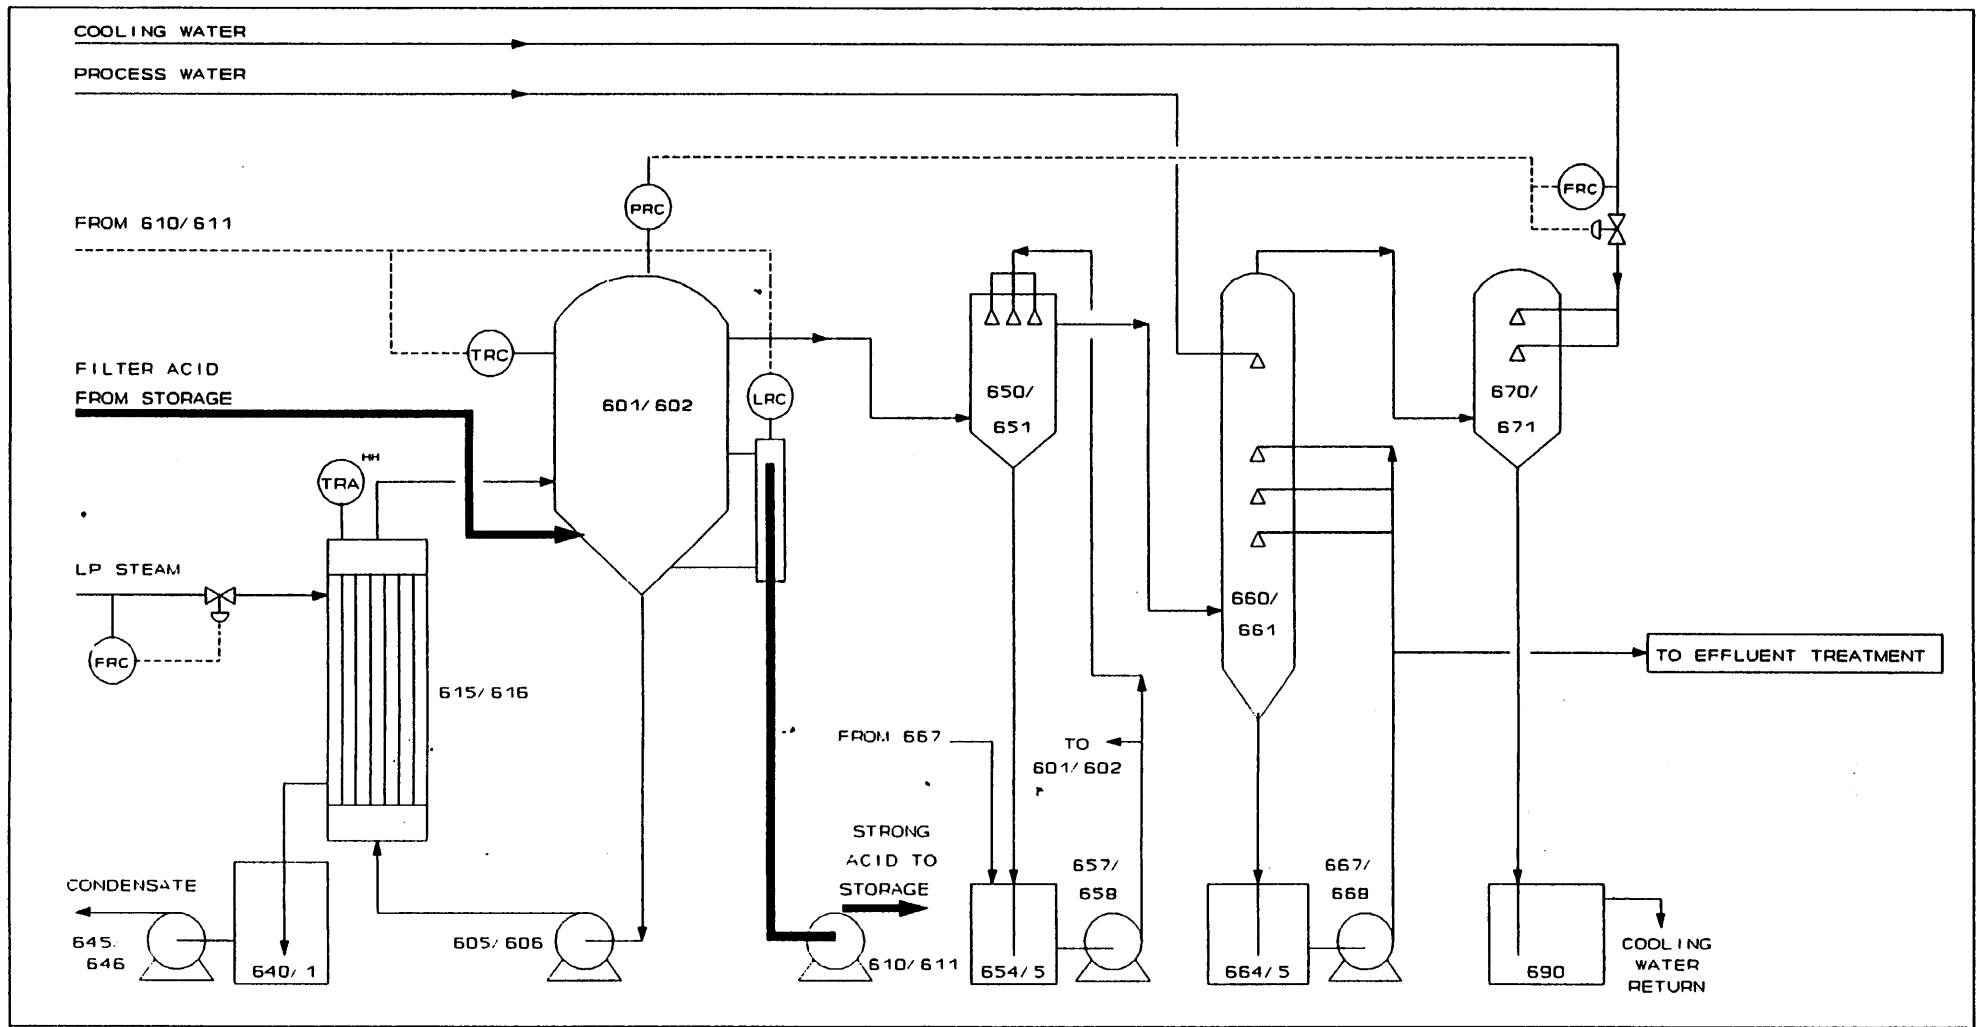 COOLING WATER
PROCESS WATER
FRC
PRC
FROM 610/611
TRC
FILTER ACID
FROM STORAGE
LRC
601/602
650/
651
670/
671
HH
TRA
LP STEAM
FRC
660/
661
TO EFFLUENT TREATMENT
615/616
FROM 667
TO
601/602
STRONG
ACID TO
STORAGE
657/
658
667/
668
CONDENSATE
645/
646
640/1
605/606
610/611
654/5
664/5
690
COOLING
WATER
RETURN